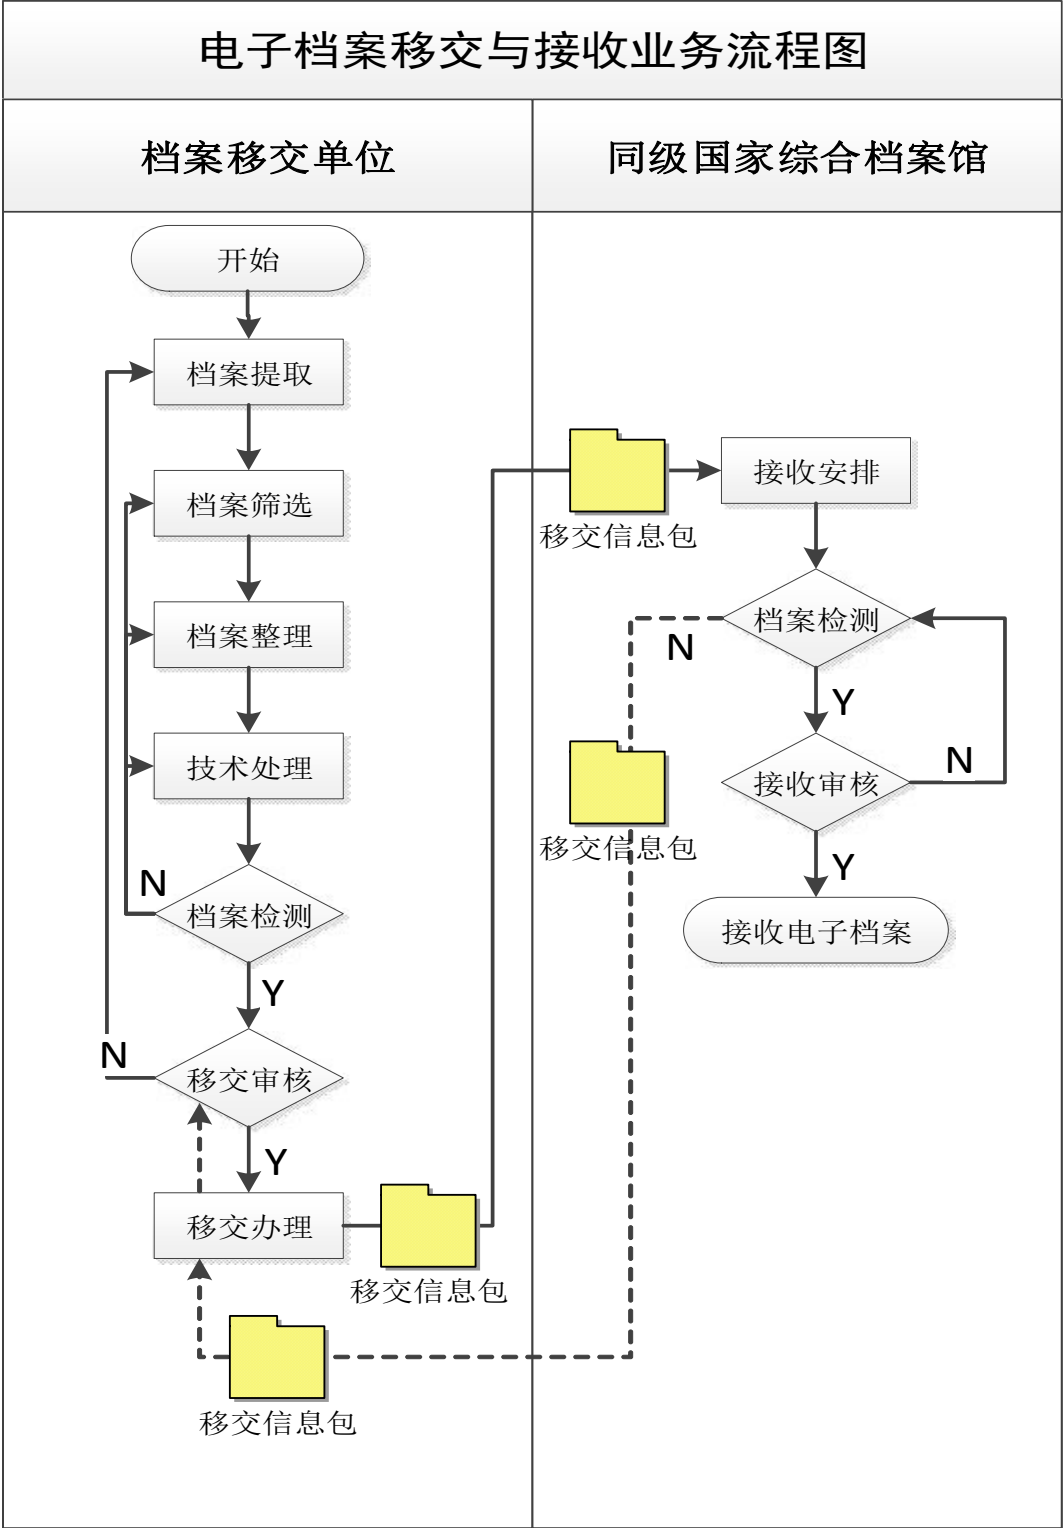 电子档案移交与接收业务流程图
档案移交单位
同级国家综合档案馆
开始
档案提取
档案筛选
档案整理
技术处理
N
档案检测
Y
N
移交审核
Y
移交办理
移交信息包
移交信息包
移交信息包
接收安排
档案检测
N
Y
移交信息包
接收审核
N
Y
接收电子档案